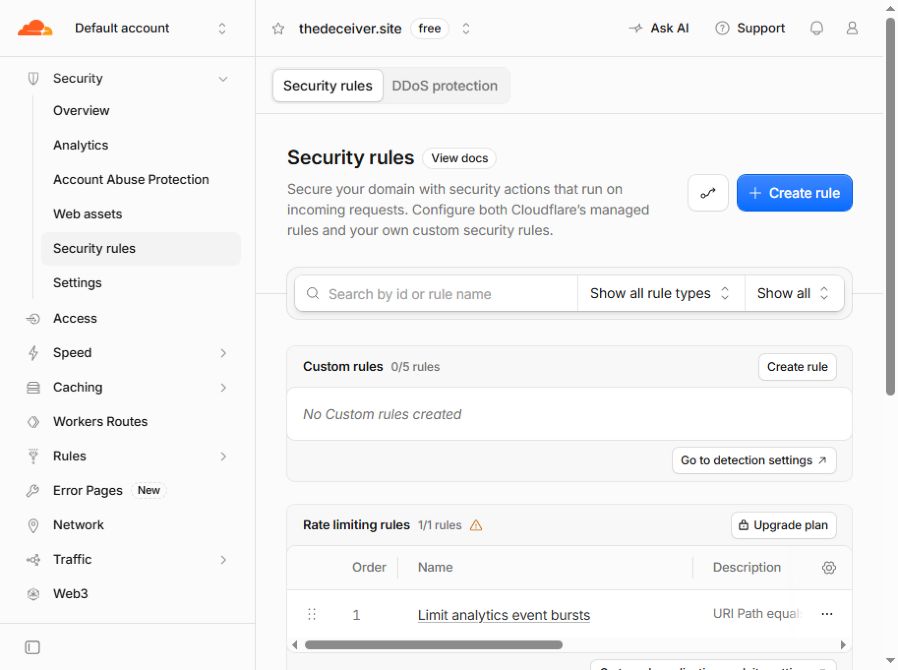 Default account
thedeceiver.site free
Ask AI
Support
Security
Overview
Analytics
Account Abuse Protection
Web assets
Security rules
Settings
Access
Speed
Caching
Workers Routes
Rules
Error Pages New
Network
Traffic
Web3
Security rules DDoS protection
Security rules View docs
Secure your domain with security actions that run on
incoming requests. Configure both Cloudflare's managed
rules and your own custom security rules.
Create rule
Search by id or rule name Show all rule types Show all
Custom rules 0/5 rules Create rule
No Custom rules created
Go to detection settings
Rate limiting rules 1/1 rules Upgrade plan
Order Name Description
1 Limit analytics event bursts URI Path equals